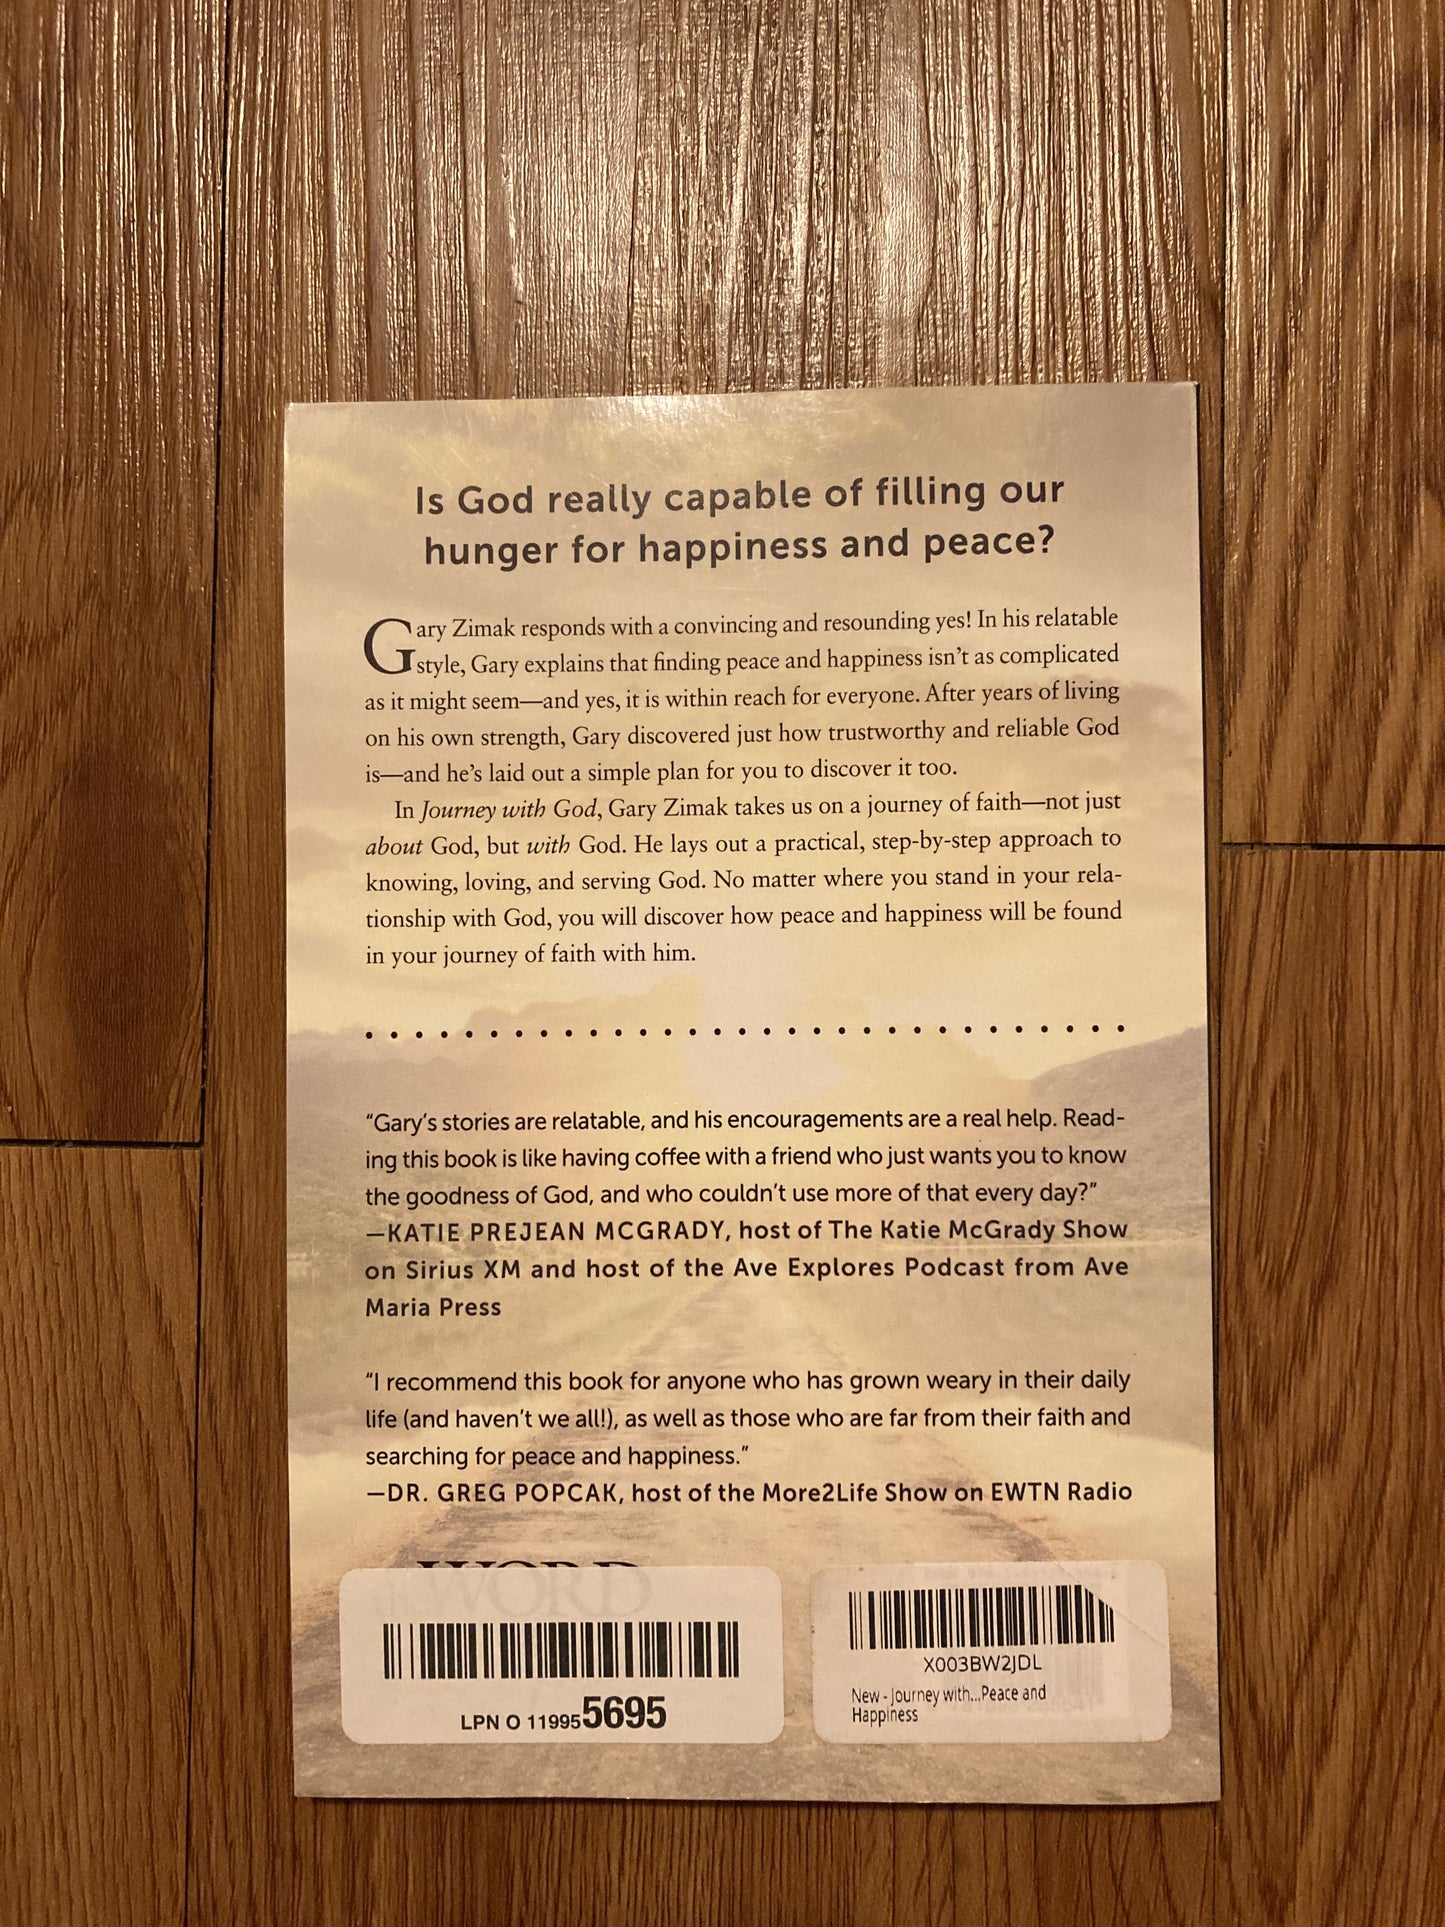 Is God really capable of filling our
hunger for happiness and peace?
Gary Zimak responds with a convincing and resounding yes! In his relatable
style, Gary explains that finding peace and happiness isn't as complicated
as it might seem—and yes, it is within reach for everyone. After years of living
on his own strength, Gary discovered just how trustworthy and reliable God
is—and he's laid out a simple plan for you to discover it too.
In Journey with God, Gary Zimak takes us on a journey of faith—not just
about God, but with God. He lays out a practical, step-by-step approach to
knowing, loving, and serving God. No matter where you stand in your rela-
tionship with God, you will discover how peace and happiness will be found
in your journey of faith with him.
“Gary's stories are relatable, and his encouragements are a real help. Read-
ing this book is like having coffee with a friend who just wants you to know
the goodness of God, and who couldn't use more of that every day?”
—KATIE PREJEAN MCGRADY, host of The Katie McGrady Show
on Sirius XM and host of the Ave Explores Podcast from Ave
Maria Press
“I recommend this book for anyone who has grown weary in their daily
life (and haven't we all!), as well as those who are far from their faith and
searching for peace and happiness.”
—DR. GREG POPCAK, host of the More2Life Show on EWTN Radio
WORD
LPN O 119955695
X003BW2JDL
New - Journey with...Peace and
Happiness